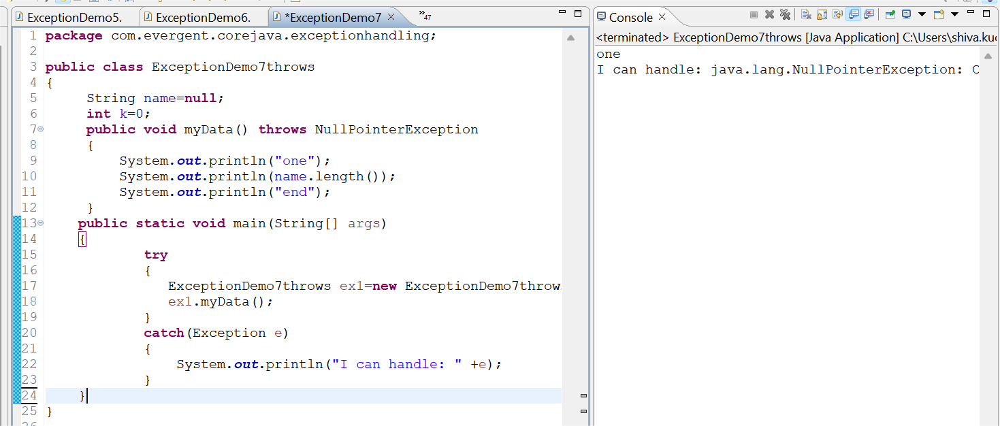 ExceptionDemo5.
ExceptionDemo6.
*ExceptionDemo7
»47
1 package com.evergent.corejava.exceptionhandling;
2
3 public class ExceptionDemo7throws
4 {
5 String name=null;
6 int k=0;
7 public void myData() throws NullPointerException
8 {
9 System.out.println("one");
10 System.out.println(name.length());
11 System.out.println("end");
12 }
13 public static void main(String[] args)
14 {
15 try
16 {
17 ExceptionDemo7throws ex1=new ExceptionDemo7throw
18 ex1.myData();
19 }
20 catch(Exception e)
21 {
22 System.out.println("I can handle: " +e);
23 }
24 }
25 }
Console
<terminated> ExceptionDemo7throws [Java Application] C:\Users\shiva.ku
one
I can handle: java.lang.NullPointerException: C